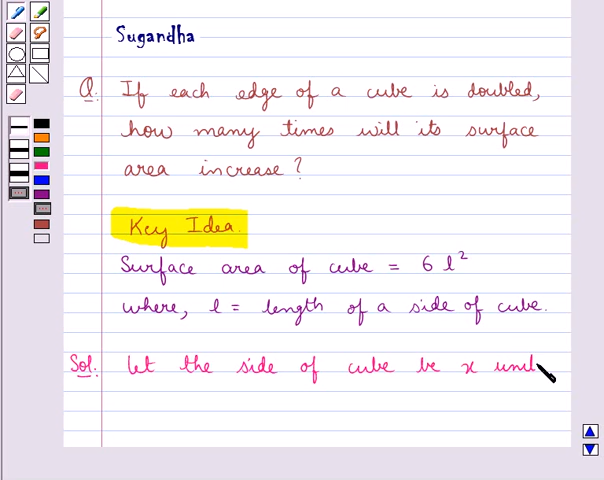 Sugandha
Q. If each edge of a cube is doubled,
how many times will its surface
area increase?
Key Idea.
Surface area of cube = 6 l²
where, l = length of a side of cube.
Sol. Let the side of cube be x unit